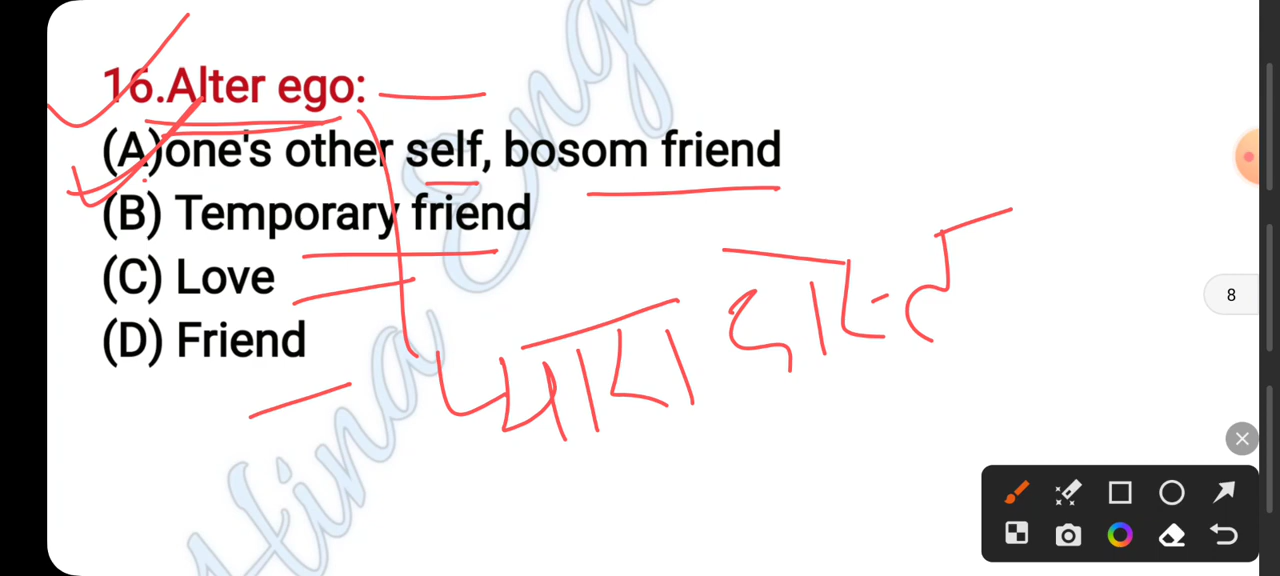 16.Alter ego:
(A)one's other self, bosom friend
(B) Temporary friend
(C) Love
(D) Friend
8